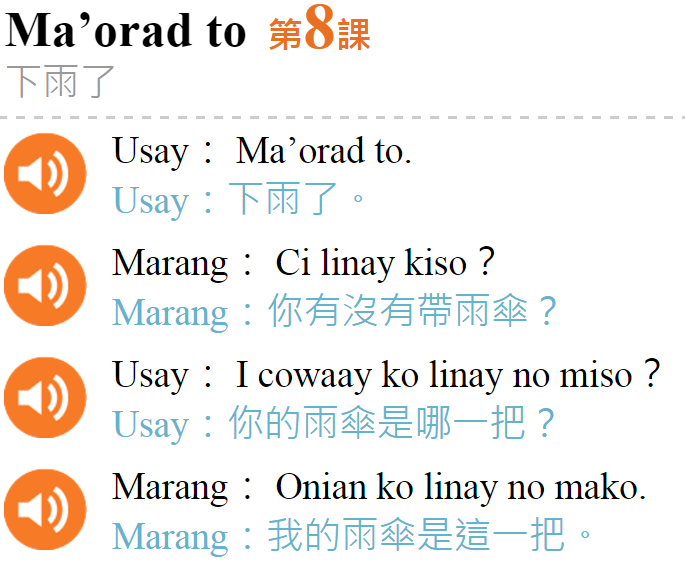 Ma’orad to 第8課
下雨了
Usay： Ma’orad to.
Usay：下雨了。
Marang： Ci linay kiso？
Marang：你有沒有帶雨傘？
Usay： I cowaay ko linay no miso？
Usay：你的雨傘是哪一把？
Marang： Onian ko linay no mako.
Marang：我的雨傘是這一把。